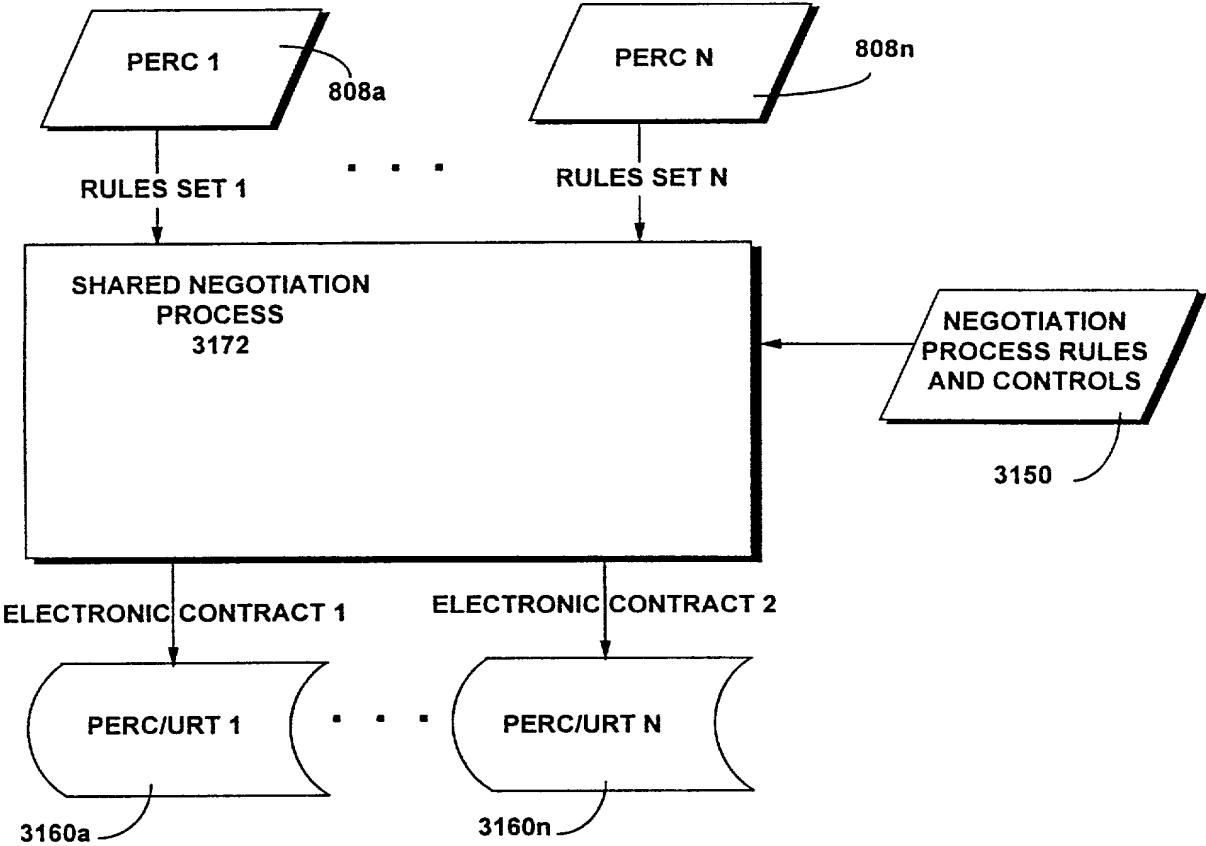 PERC 1
808a
PERC N
808n
RULES SET 1
RULES SET N
SHARED NEGOTIATION
PROCESS
3172
NEGOTIATION
PROCESS RULES
AND CONTROLS
3150
ELECTRONIC CONTRACT 1
ELECTRONIC CONTRACT 2
PERC/URT 1
PERC/URT N
3160a
3160n